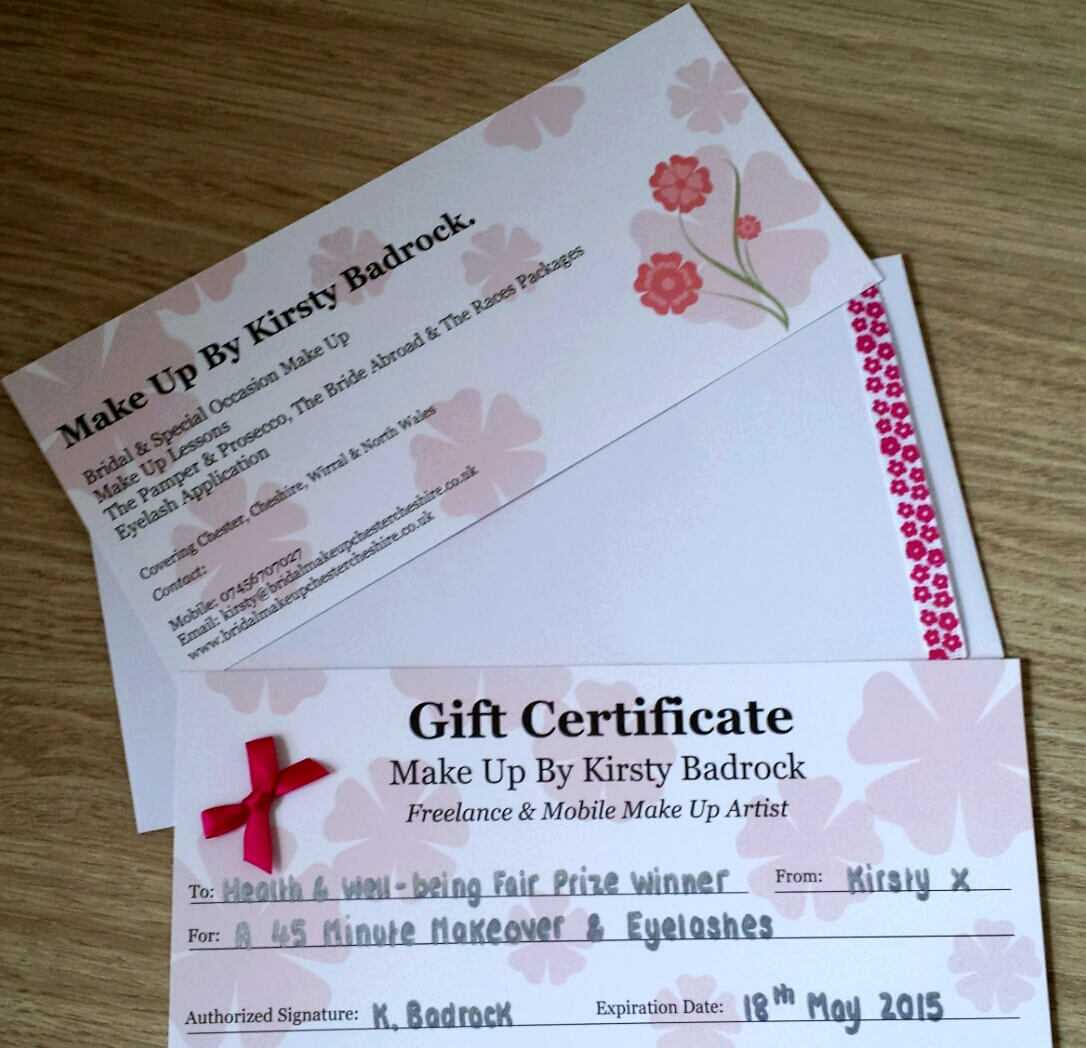 Make Up By Kirsty Badrock.
Bridal & Special Occasion Make Up
Make Up Lessons
The Pamper & Prosecco, The Bride Abroad & The Races Packages
Eyelash Application
Covering Chester, Cheshire, Wirral & North Wales
Contact:
Mobile: 07456707027
Email: kirsty@bridalmakeupchestercheshire.co.uk
www.bridalmakeupchestercheshire.co.uk
Gift Certificate
Make Up By Kirsty Badrock
Freelance & Mobile Make Up Artist
To: Health & Well-being Fair Prize Winner From: Kirsty x
For: A 45 Minute Makeover & Eyelashes
Authorized Signature: K. Badrock Expiration Date: 18th May 2015